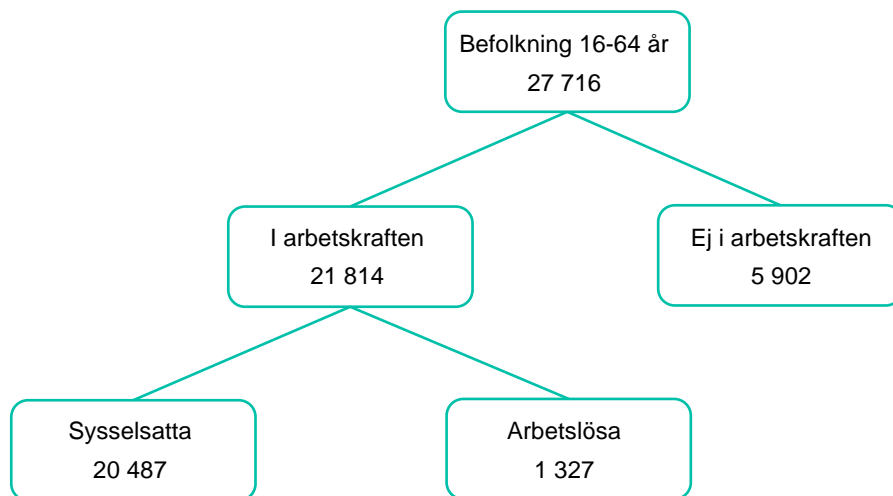 Befolkning 16-64 år
27 716
I arbetskraften
21 814
Ej i arbetskraften
5 902
Sysselsatta
20 487
Arbetslösa
1 327